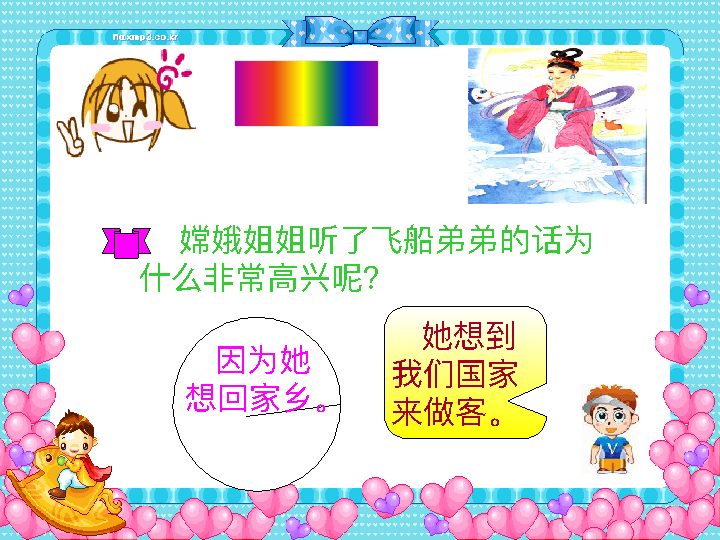 naxmp3.co.kr
嫦娥姐姐听了飞船弟弟的话为
什么非常高兴呢?
因为她
想回家乡。
她想到
我们国家
来做客。
V